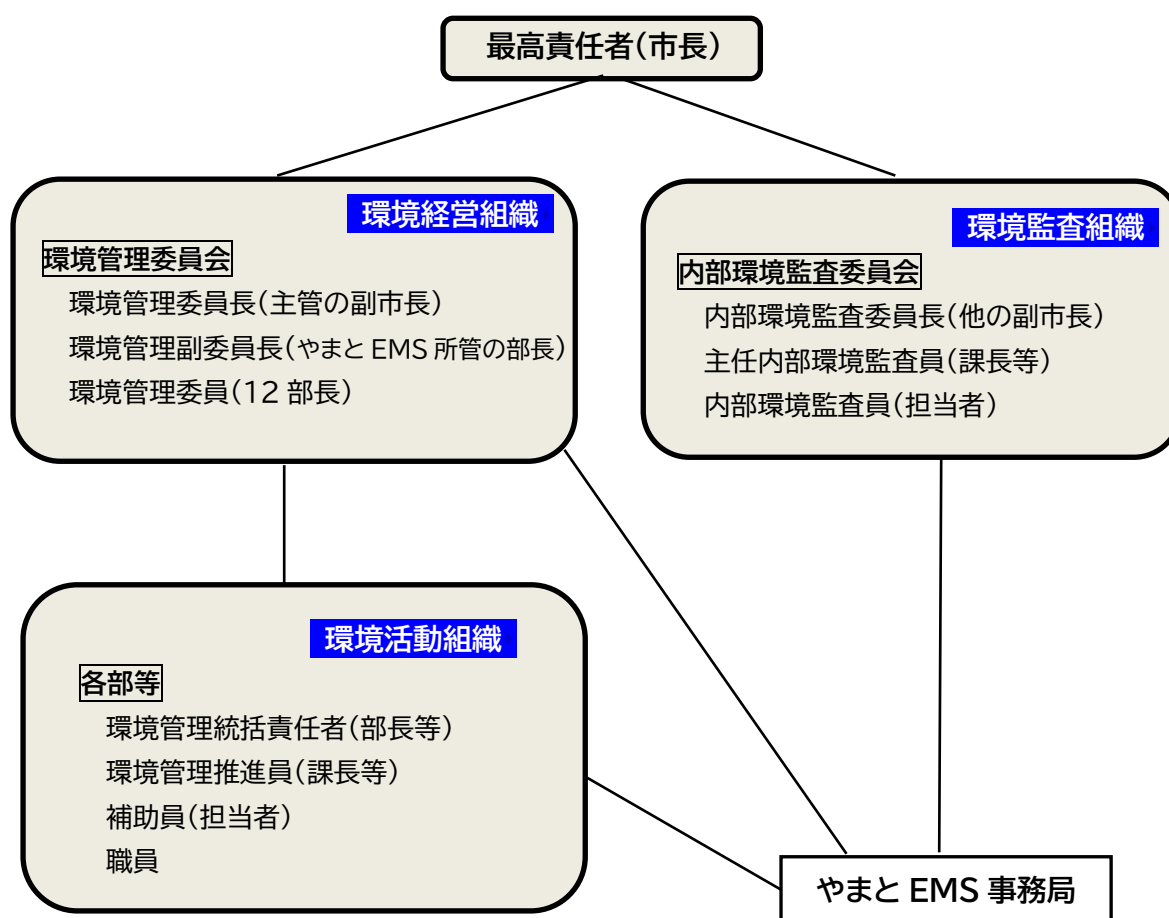 最高責任者(市長)
環境経営組織
環境管理委員会
環境管理委員長(主管の副市長)
環境管理副委員長(やまと EMS 所管の部長)
環境管理委員(12 部長)
環境監査組織
内部環境監査委員会
内部環境監査委員長(他の副市長)
主任内部環境監査員(課長等)
内部環境監査員(担当者)
環境活動組織
各部等
環境管理統括責任者(部長等)
環境管理推進員(課長等)
補助員(担当者)
職員
やまと EMS 事務局